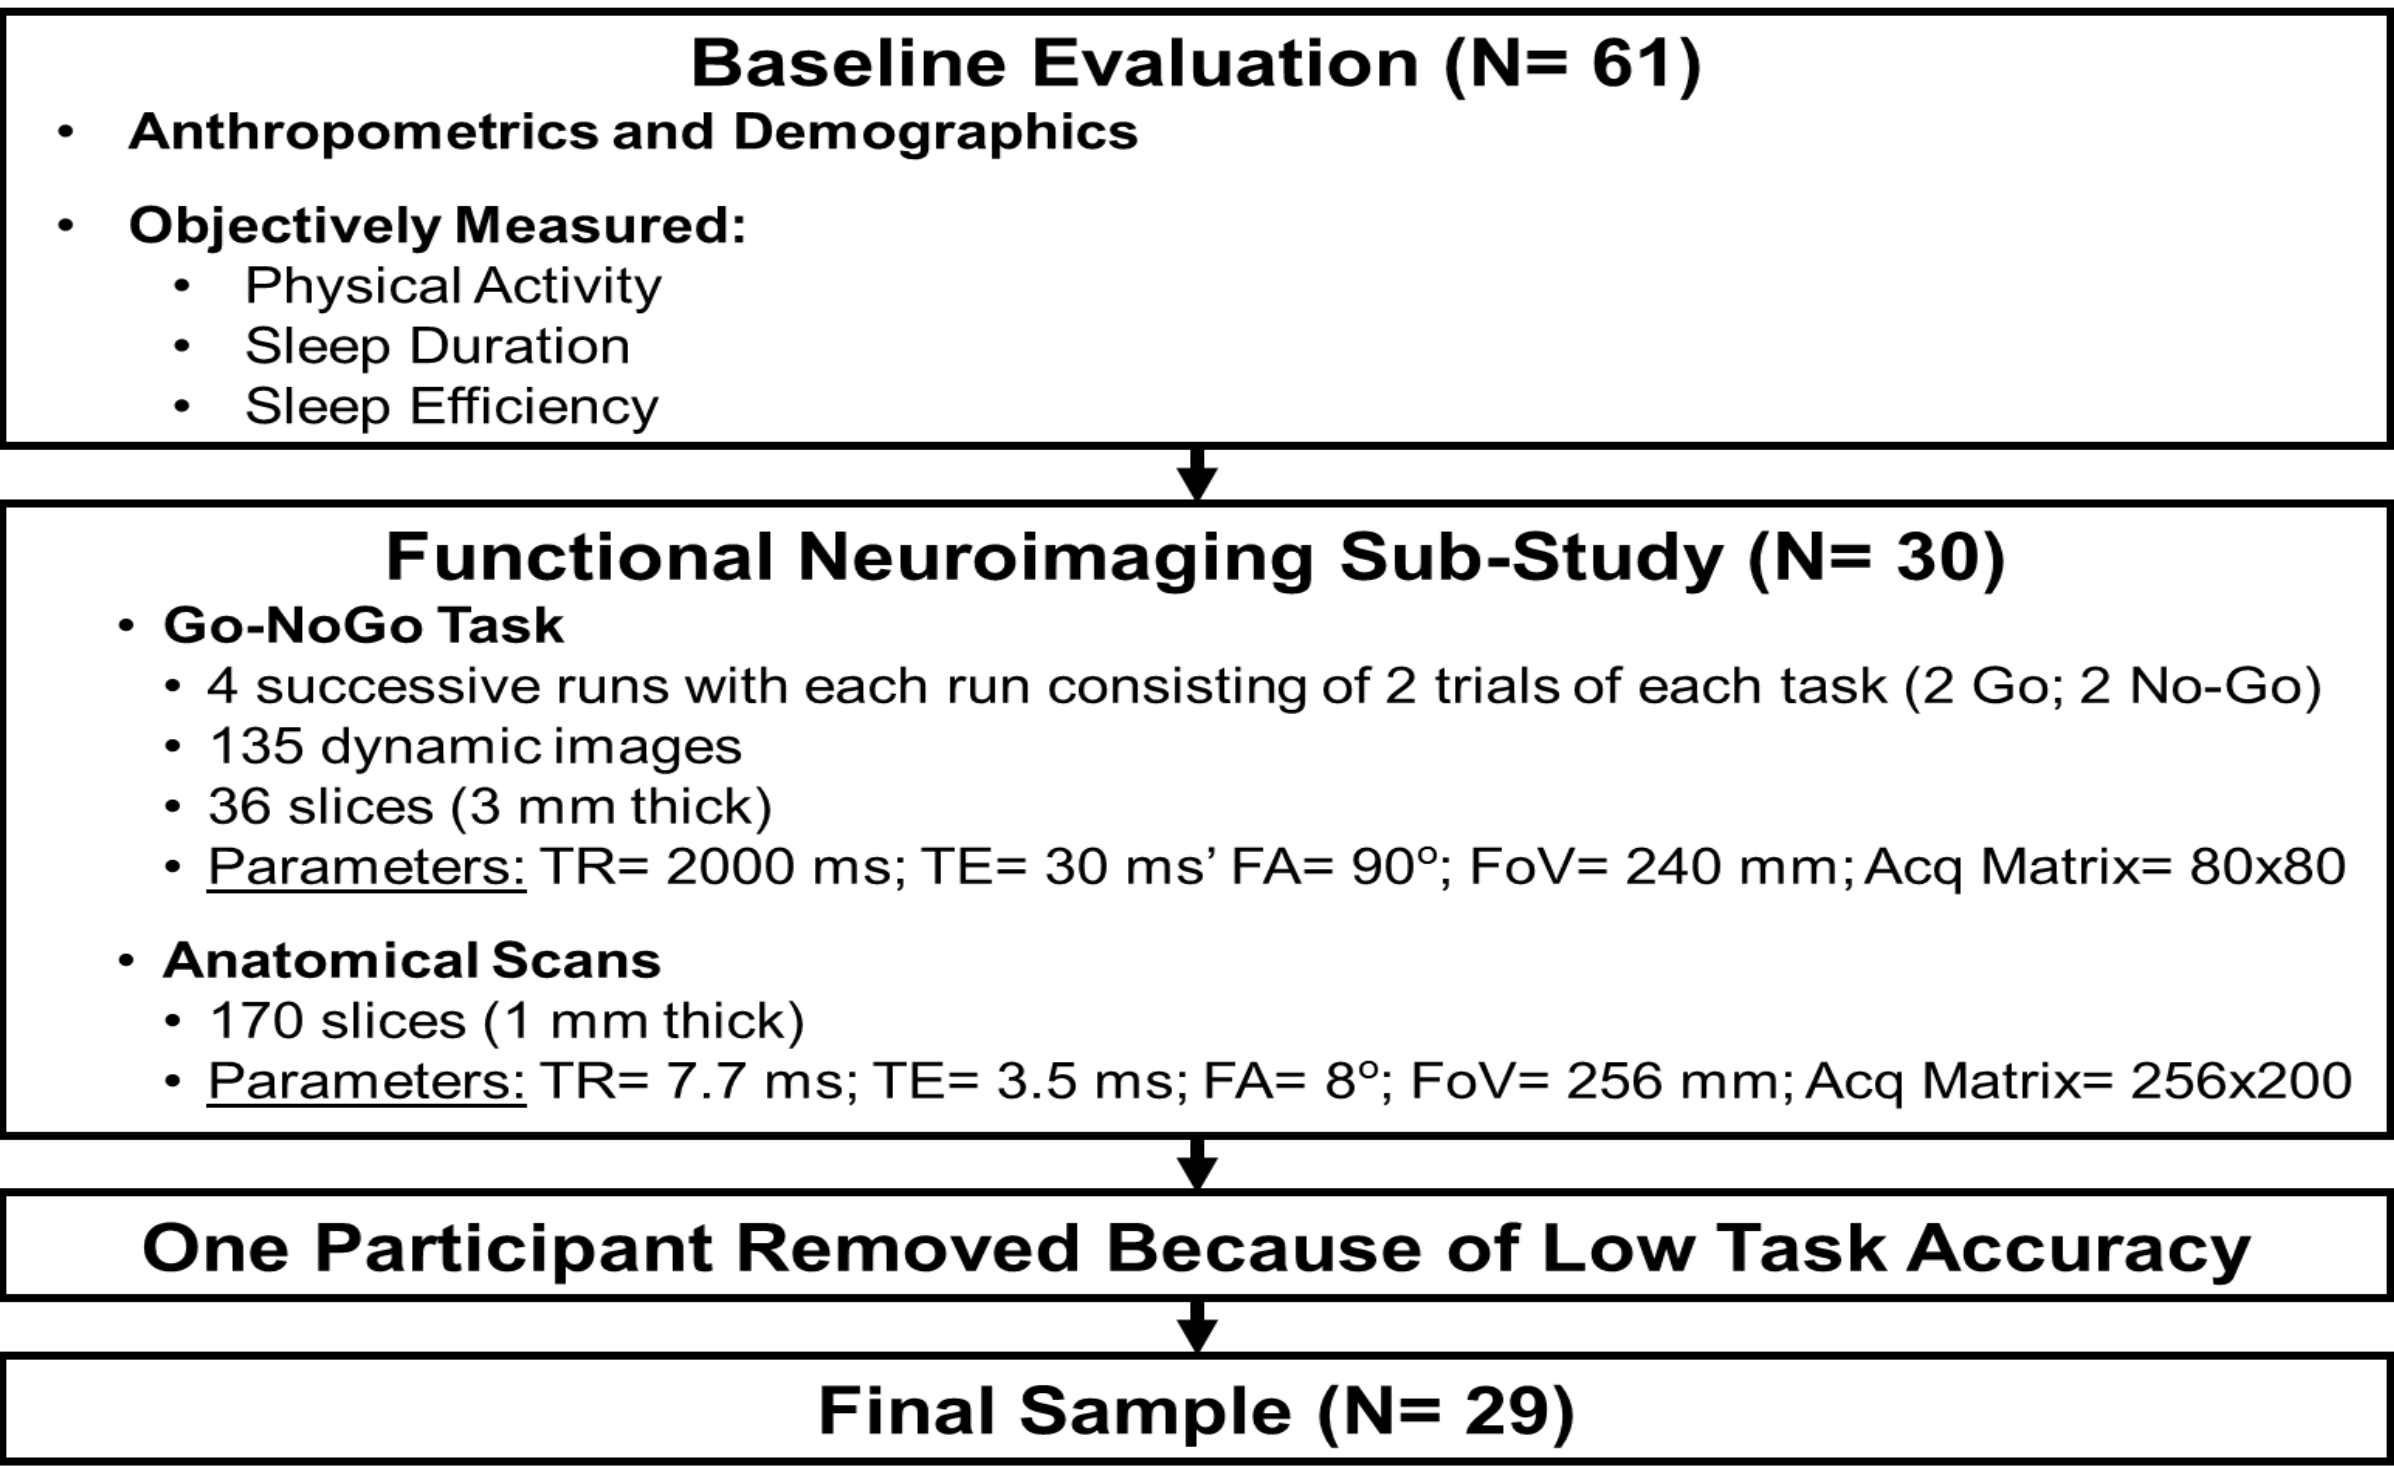 Baseline Evaluation (N= 61)
• Anthropometrics and Demographics
• Objectively Measured:
• Physical Activity
• Sleep Duration
• Sleep Efficiency
Functional Neuroimaging Sub-Study (N= 30)
• Go-NoGo Task
• 4 successive runs with each run consisting of 2 trials of each task (2 Go; 2 No-Go)
• 135 dynamic images
• 36 slices (3 mm thick)
• Parameters: TR= 2000 ms; TE= 30 ms’ FA= 90º; FoV= 240 mm; Acq Matrix= 80x80
• Anatomical Scans
• 170 slices (1 mm thick)
• Parameters: TR= 7.7 ms; TE= 3.5 ms; FA= 8º; FoV= 256 mm; Acq Matrix= 256x200
One Participant Removed Because of Low Task Accuracy
Final Sample (N= 29)